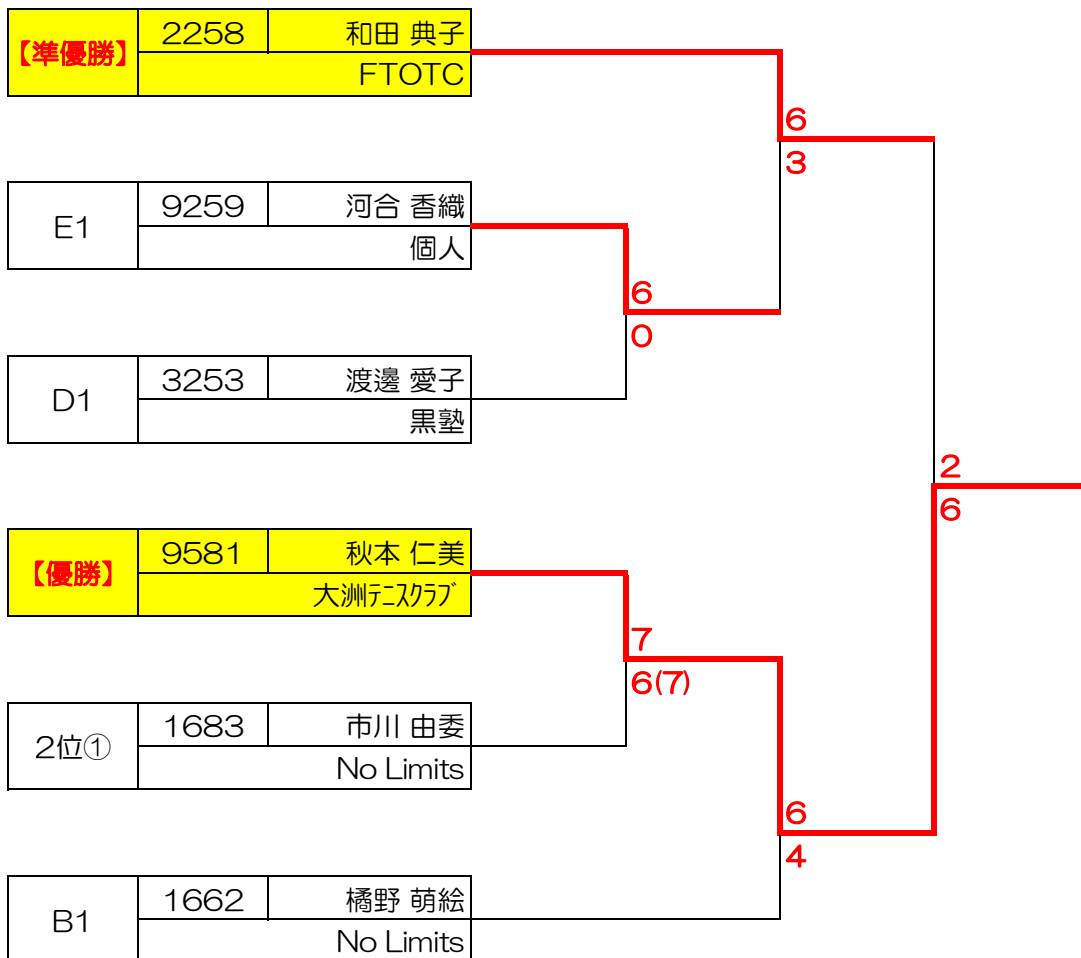 【準優勝】 2258 和田 典子
FTOTC
6
3
E1 9259 河合 香織
個人
6
0
D1 3253 渡邊 愛子
黒塾
2
6
【優勝】 9581 秋本 仁美
大洲ﾃﾆｽｸﾗﾌﾞ
7
6(7)
2位① 1683 市川 由委
No Limits
6
4
B1 1662 橘野 萌絵
No Limits